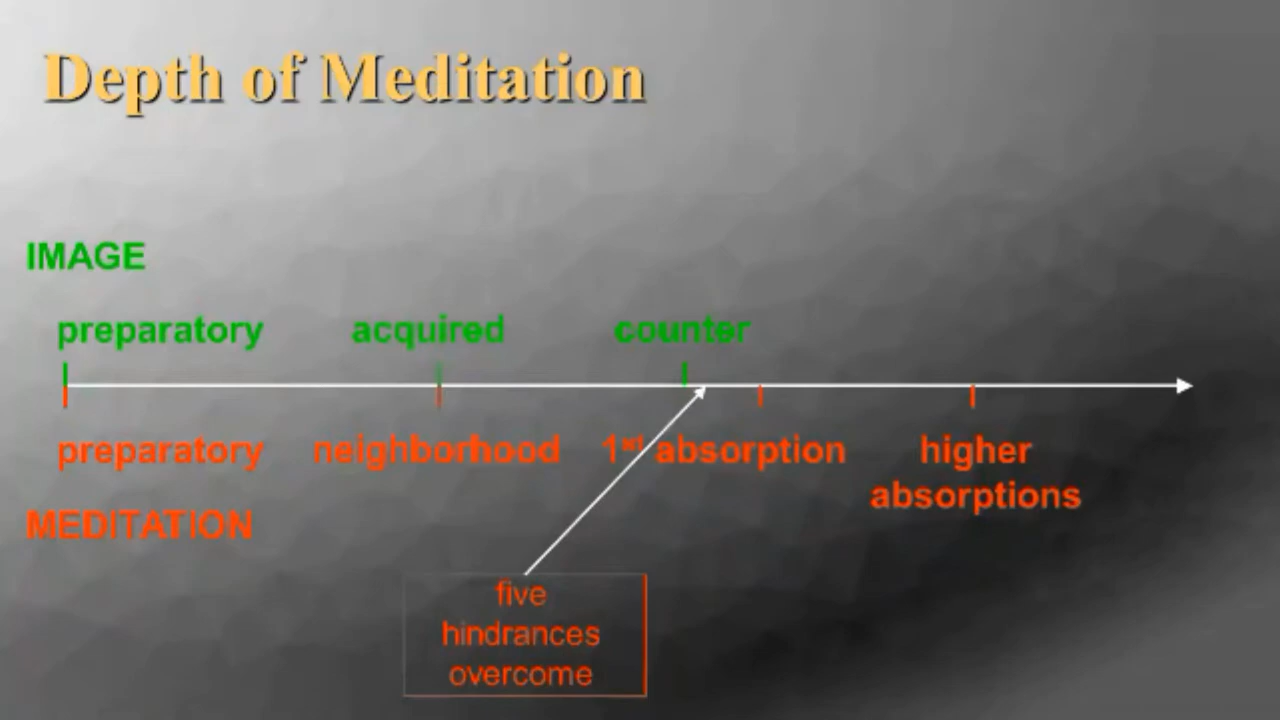 Depth of Meditation
IMAGE
preparatory acquired counter
preparatory neighborhood 1st absorption higher
absorptions
MEDITATION
five
hindrances
overcome